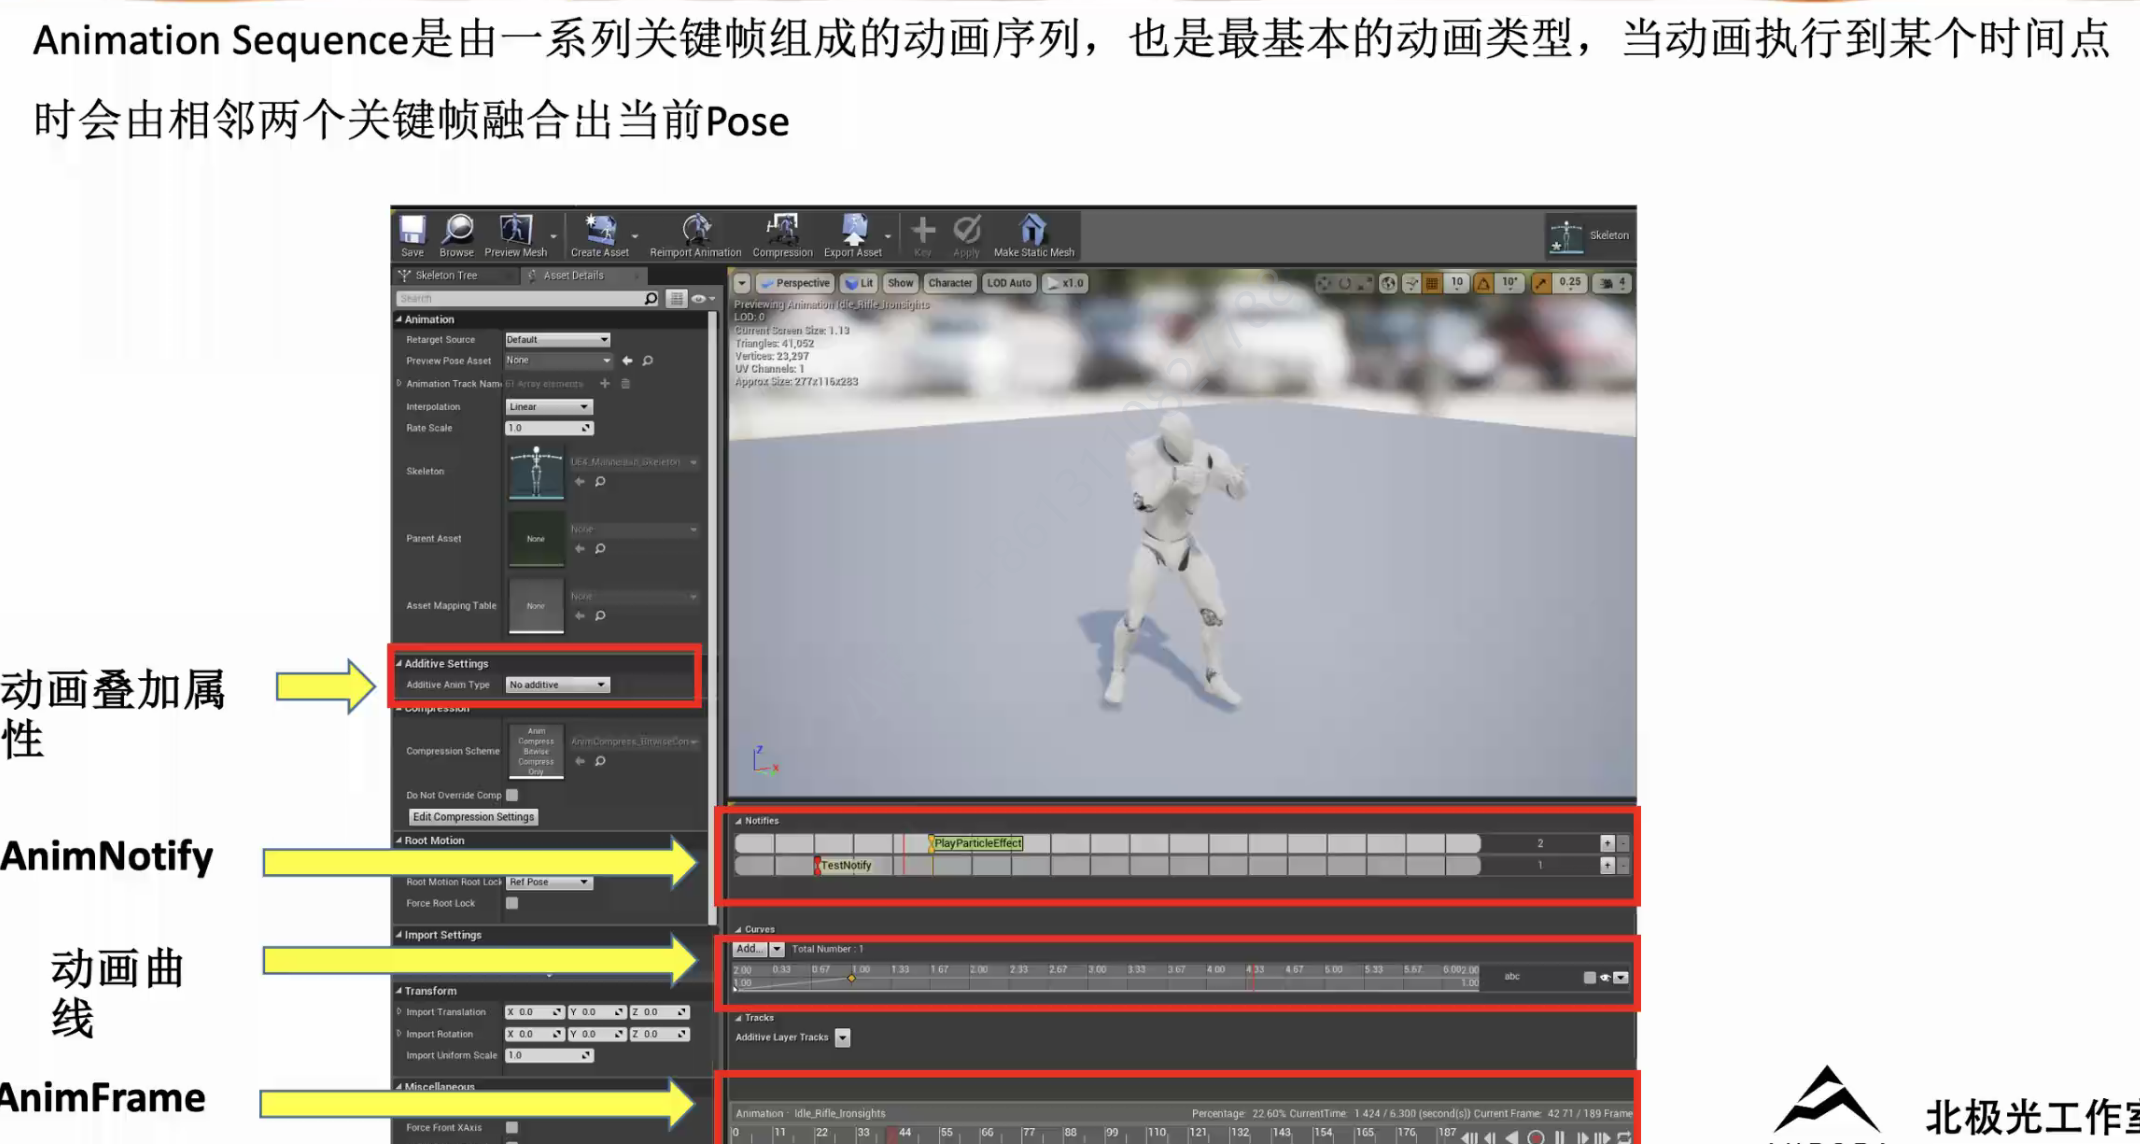 Animation Sequence是由一系列关键帧组成的动画序列，也是最基本的动画类型，当动画执行到某个时间点
时会由相邻两个关键帧融合出当前Pose
Save Browse Preview Mesh Create Asset Reimport Animation Compression Export Asset Key Apply Make Static Mesh
Skeleton
Skeleton Tree Asset Details
Search
Animation
Retarget Source Default
Preview Pose Asset None
Animation Track Nam 61 Array elements
Interpolation Linear
Rate Scale 1.0
Skeleton UE4_Mannequin_Skeleton
Parent Asset None None
Asset Mapping Table None None
Additive Settings
Additive Anim Type No additive
Compression
Compression Scheme
Anim
Compress
Bitwise
Compress
Only
AnimCompress_BitwiseCon
Do Not Override Comp
Edit Compression Settings
Root Motion
Root Motion Root Lock Ref Pose
Force Root Lock
Import Settings
Transform
Import Translation X 0.0 Y 0.0 Z 0.0
Import Rotation X 0.0 Y 0.0 Z 0.0
Import Uniform Scale 1.0
Miscellaneous
Force Front XAxis
Perspective Lit Show Character LOD Auto x1.0
10 10° 0.25 4
Previewing Animation Idle_Rifle_Ironsights
LOD: 0
Current Screen Size: 1.13
Triangles: 41,052
Vertices: 23,297
UV Channels: 1
Approx Size: 277x116x283
Z
X
Notifies
PlayParticleEffect 2
TestNotify 1
Curves
Add... Total Number : 1
2.00 0.33 0.67 1.00 1.33 1.67 2.00 2.33 2.67 3.00 3.33 3.67 4.00 4.33 4.67 5.00 5.33 5.67 6.00 2.00
1.00 1.00
abc
Tracks
Additive Layer Tracks
Animation · Idle_Rifle_Ironsights Percentage: 22.60% CurrentTime: 1.424 / 6.300 (second(s)) Current Frame: 42.71 / 189 Frame
0 11 22 33 44 55 66 77 88 99 110 121 132 143 154 165 176 187
动画叠加属
性
AnimNotify
动画曲
线
AnimFrame
北极光工作室